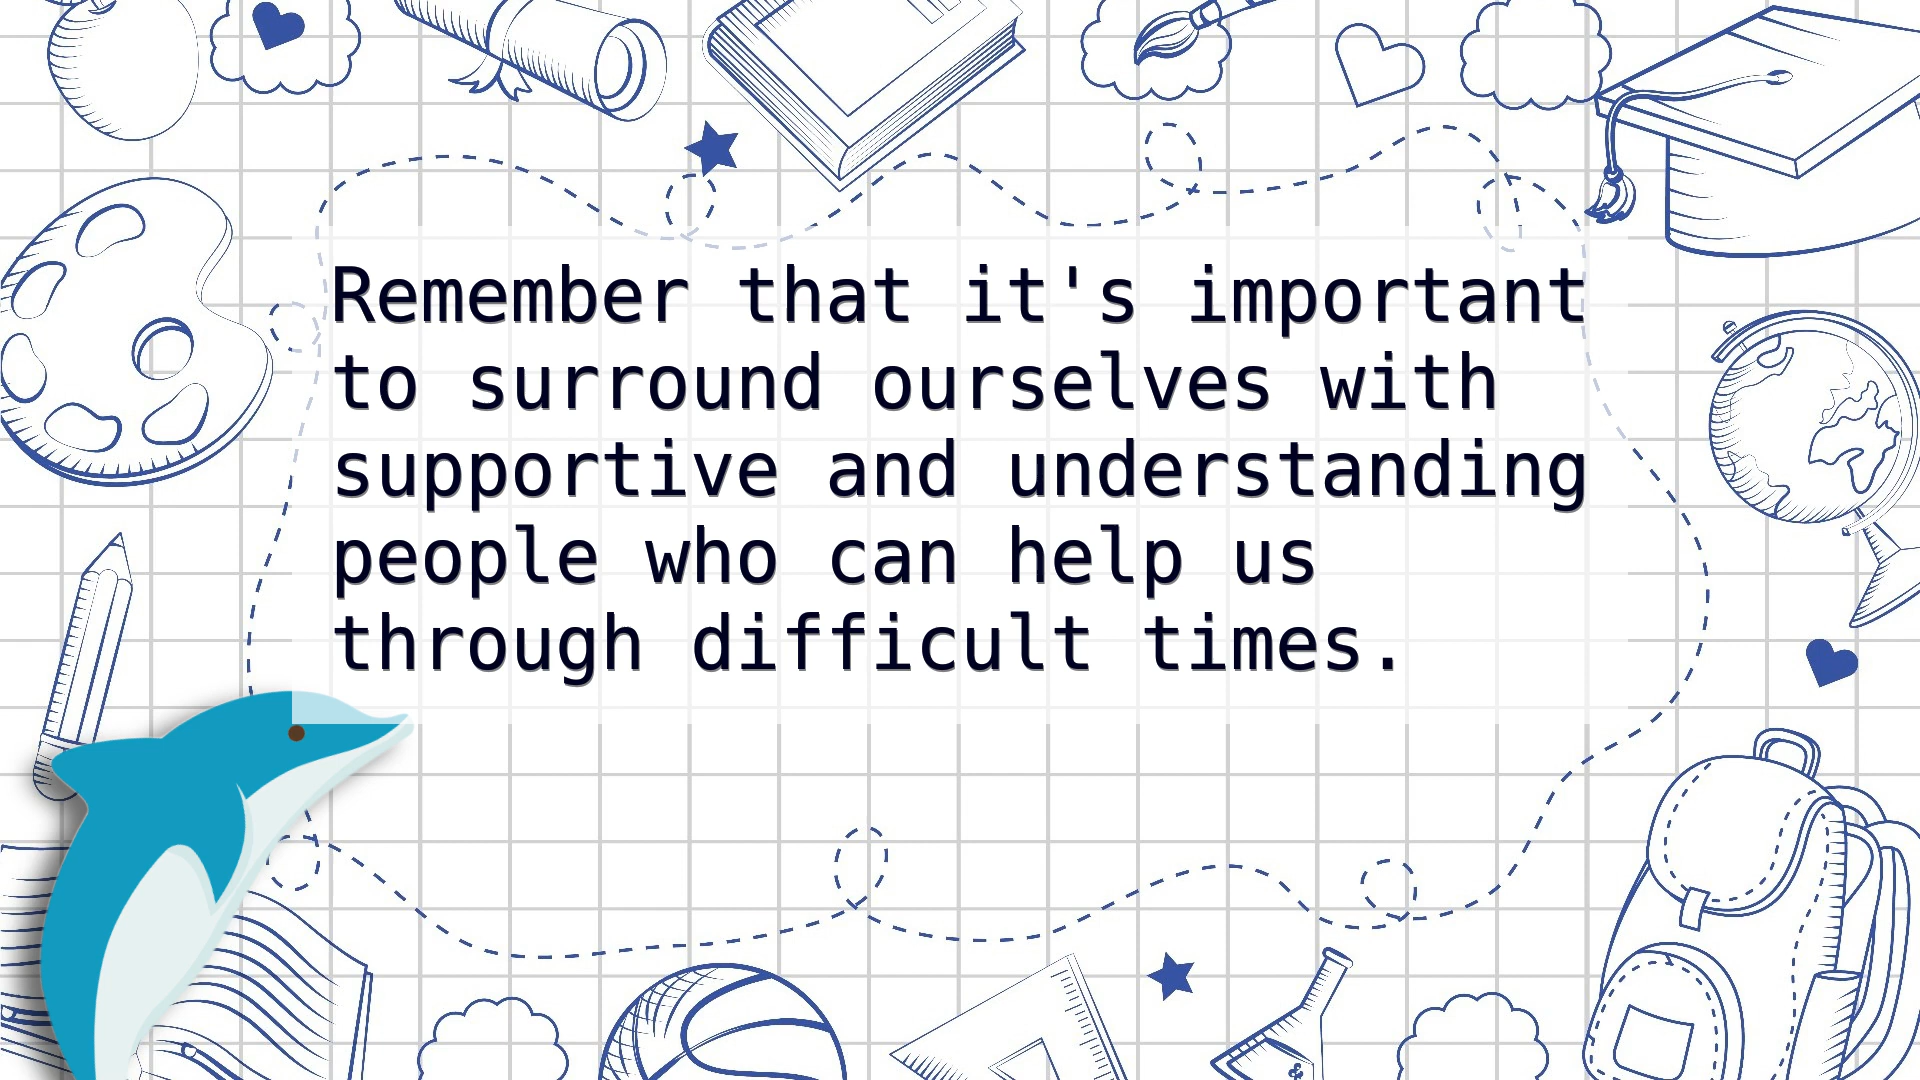 Remember that it's important
to surround ourselves with
supportive and understanding
people who can help us
through difficult times.